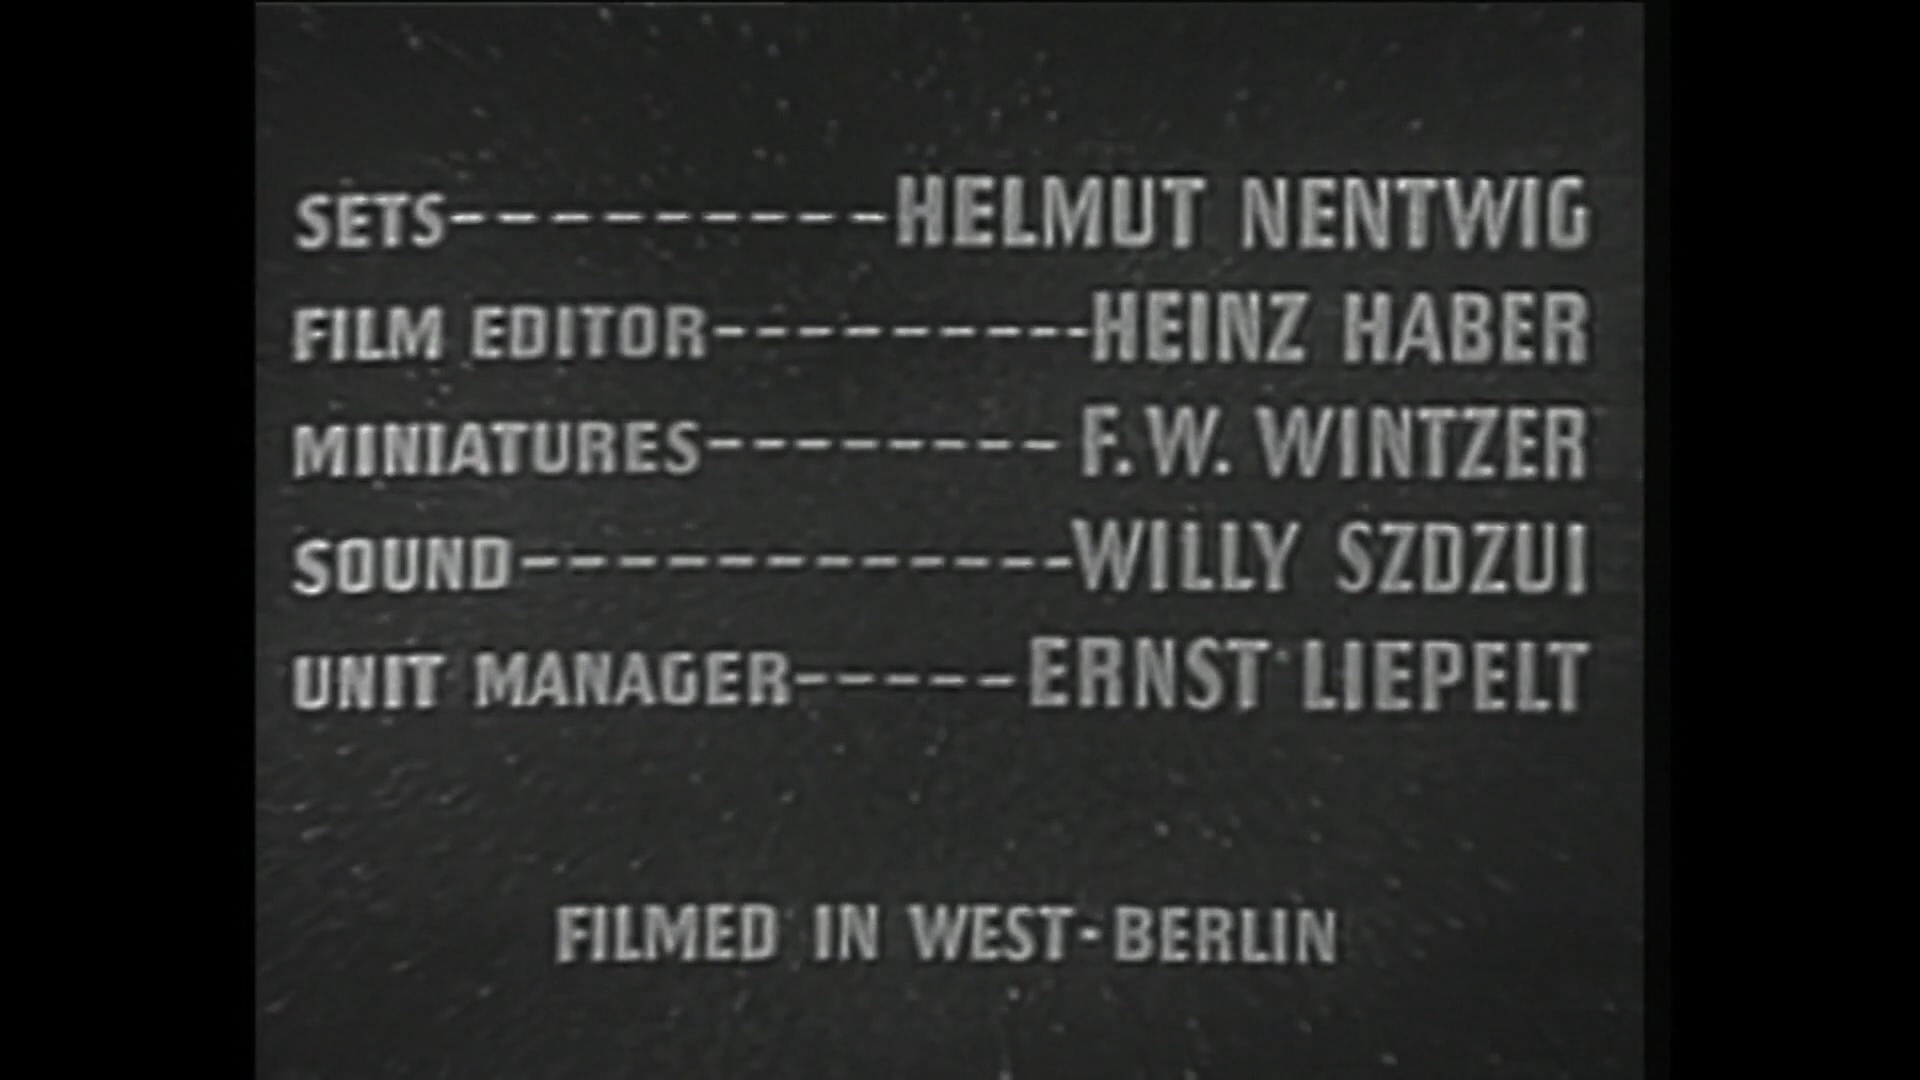 SETS----------HELMUT NENTWIG
FILM EDITOR----------HEINZ HABER
MINIATURES--------- F.W. WINTZER
SOUND------------WILLY SZDZUI
UNIT MANAGER-----ERNST LIEPELT
FILMED IN WEST-BERLIN